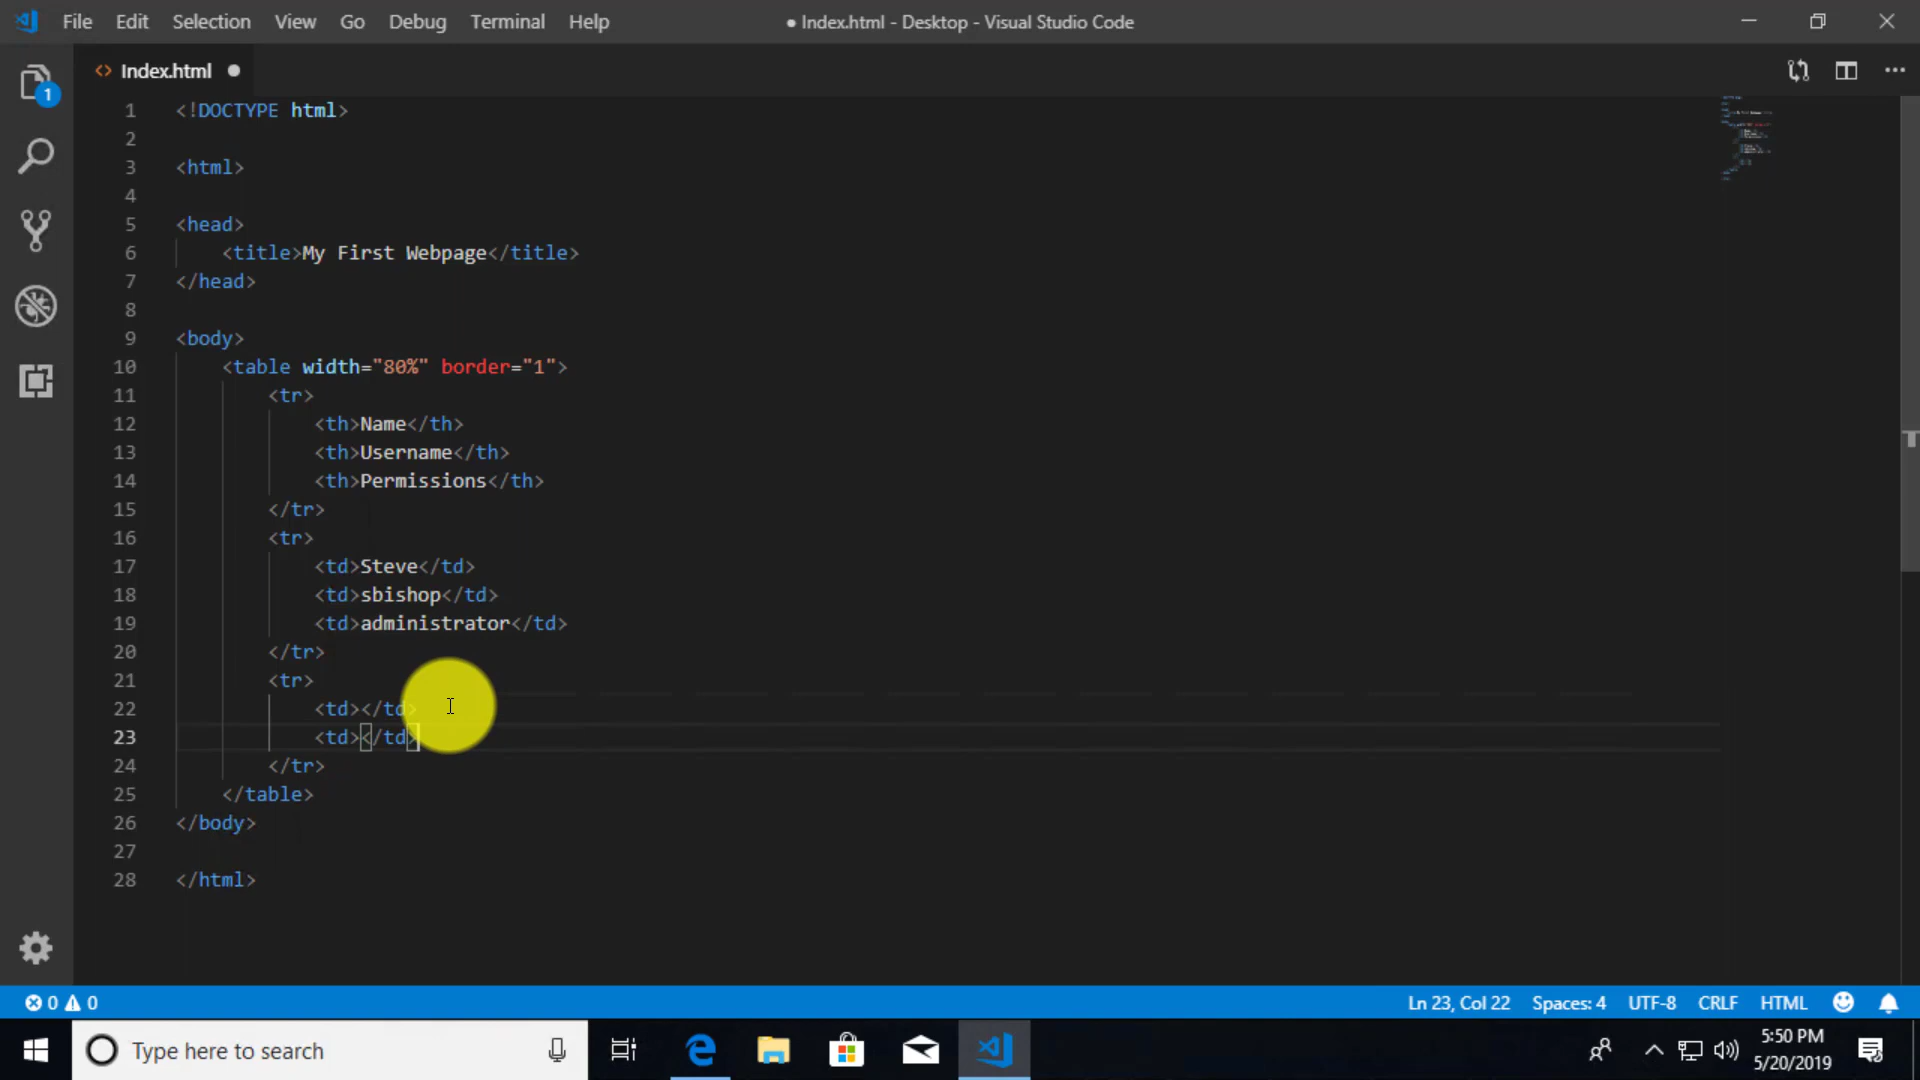 File Edit Selection View Go Debug Terminal Help ● Index.html - Desktop - Visual Studio Code
<> Index.html ●
1
1 <!DOCTYPE html>
2
3 <html>
4
5 <head>
6 <title>My First Webpage</title>
7 </head>
8
9 <body>
10 <table width="80%" border="1">
11 <tr>
12 <th>Name</th>
13 <th>Username</th>
14 <th>Permissions</th>
15 </tr>
16 <tr>
17 <td>Steve</td>
18 <td>sbishop</td>
19 <td>administrator</td>
20 </tr>
21 <tr>
22 <td></td>
23 <td></td>
24 </tr>
25 </table>
26 </body>
27
28 </html>
0 0 Ln 23, Col 22 Spaces: 4 UTF-8 CRLF HTML
Type here to search
5:50 PM
5/20/2019